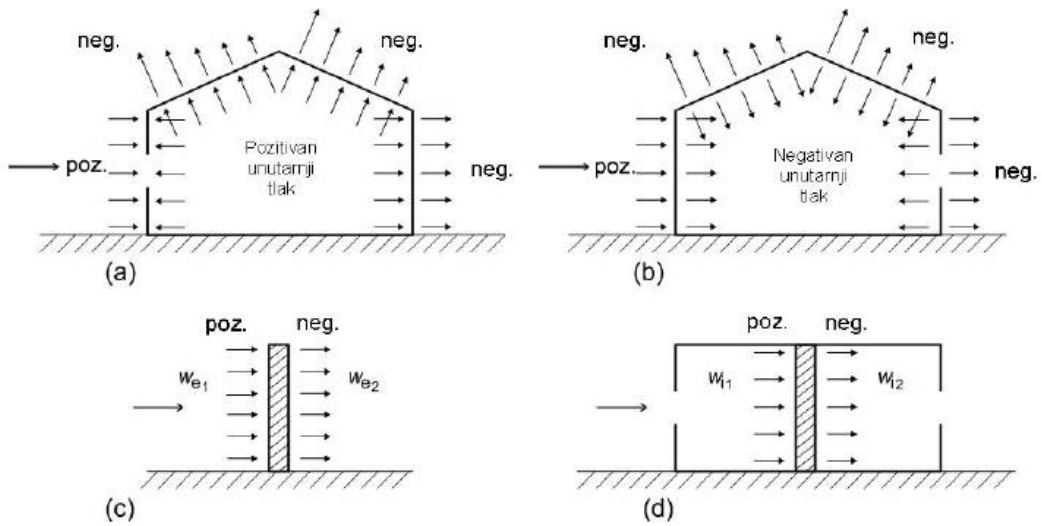 neg.
neg.
poz.
Pozitivan
unutarnji
tlak
neg.
(a)
neg.
neg.
poz.
Negativan
unutarnji
tlak
neg.
(b)
poz.
neg.
We1
We2
(c)
poz.
neg.
Wi1
Wi2
(d)